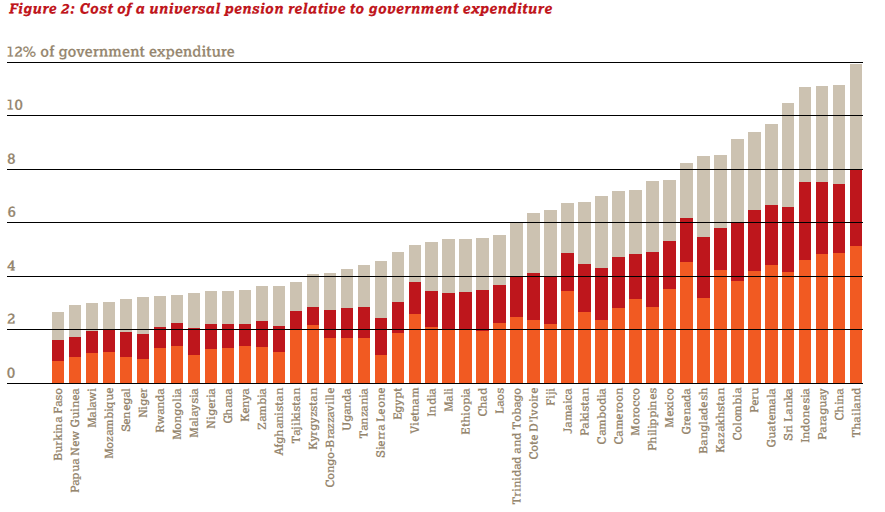 Figure 2: Cost of a universal pension relative to government expenditure
12% of government expenditure
10
8
6
4
2
0
Burkina Faso
Papua New Guinea
Malawi
Mozambique
Senegal
Niger
Rwanda
Mongolia
Malaysia
Nigeria
Ghana
Kenya
Zambia
Afghanistan
Tajikistan
Kyrgyzstan
Congo-Brazzaville
Uganda
Tanzania
Sierra Leone
Egypt
Vietnam
India
Mali
Ethiopia
Chad
Laos
Trinidad and Tobago
Cote D'Ivoire
Fiji
Jamaica
Pakistan
Cambodia
Cameroon
Morocco
Philippines
Mexico
Grenada
Bangladesh
Kazakhstan
Colombia
Peru
Guatemala
Sri Lanka
Indonesia
Paraguay
China
Thailand